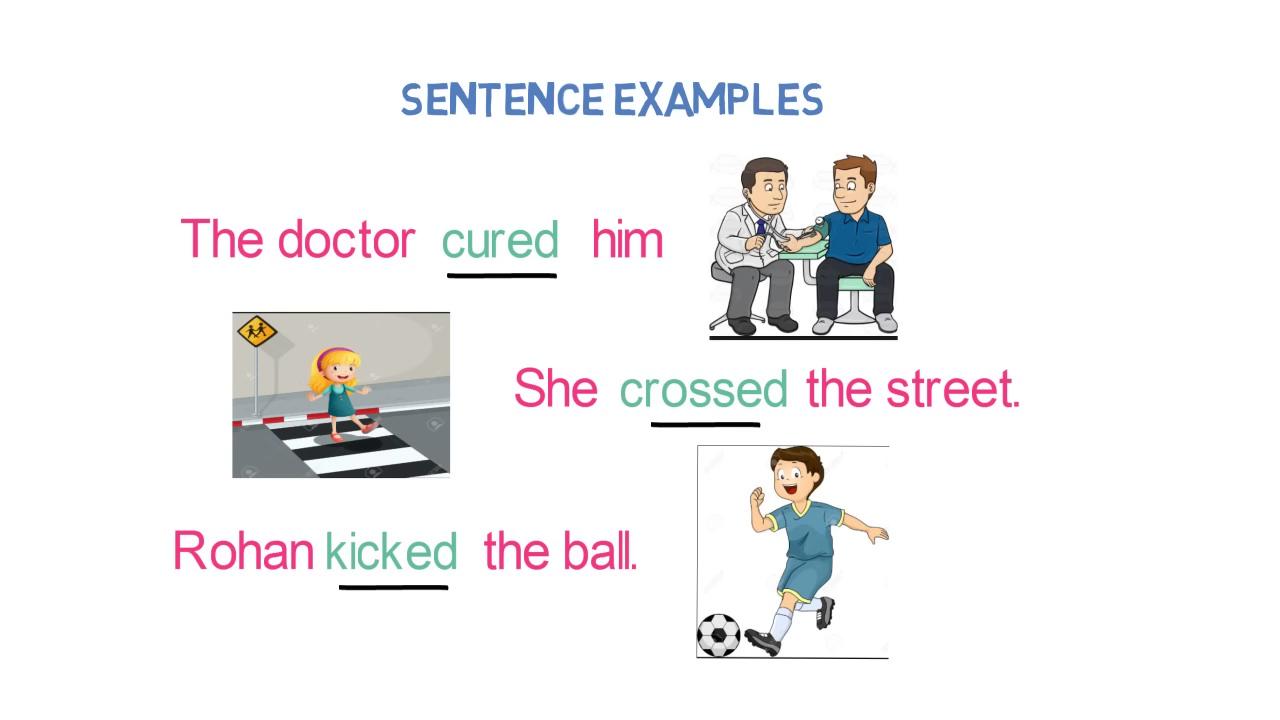 SENTENCE EXAMPLES
The doctor cured him
She crossed the street.
Rohan kicked the ball.